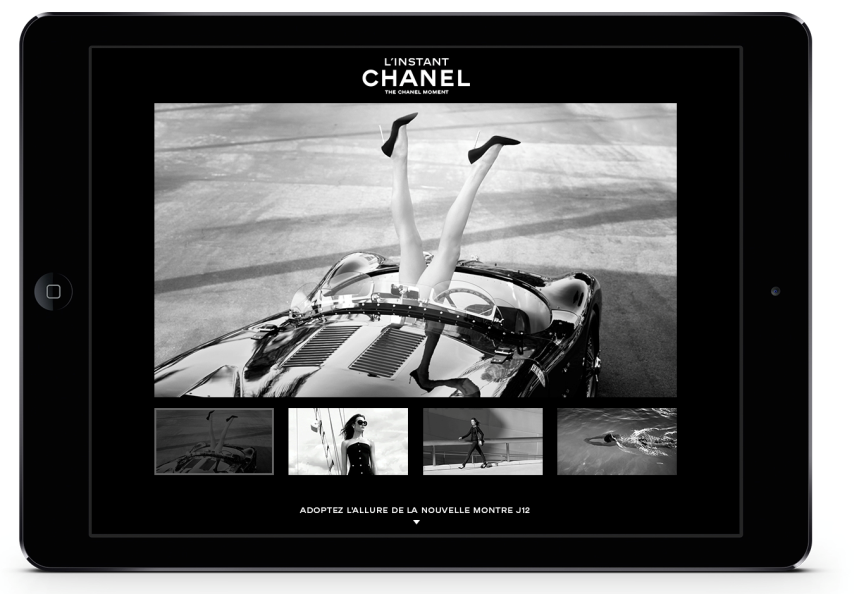 L'INSTANT
CHANEL
THE CHANEL MOMENT
ADOPTEZ L'ALLURE DE LA NOUVELLE MONTRE J12